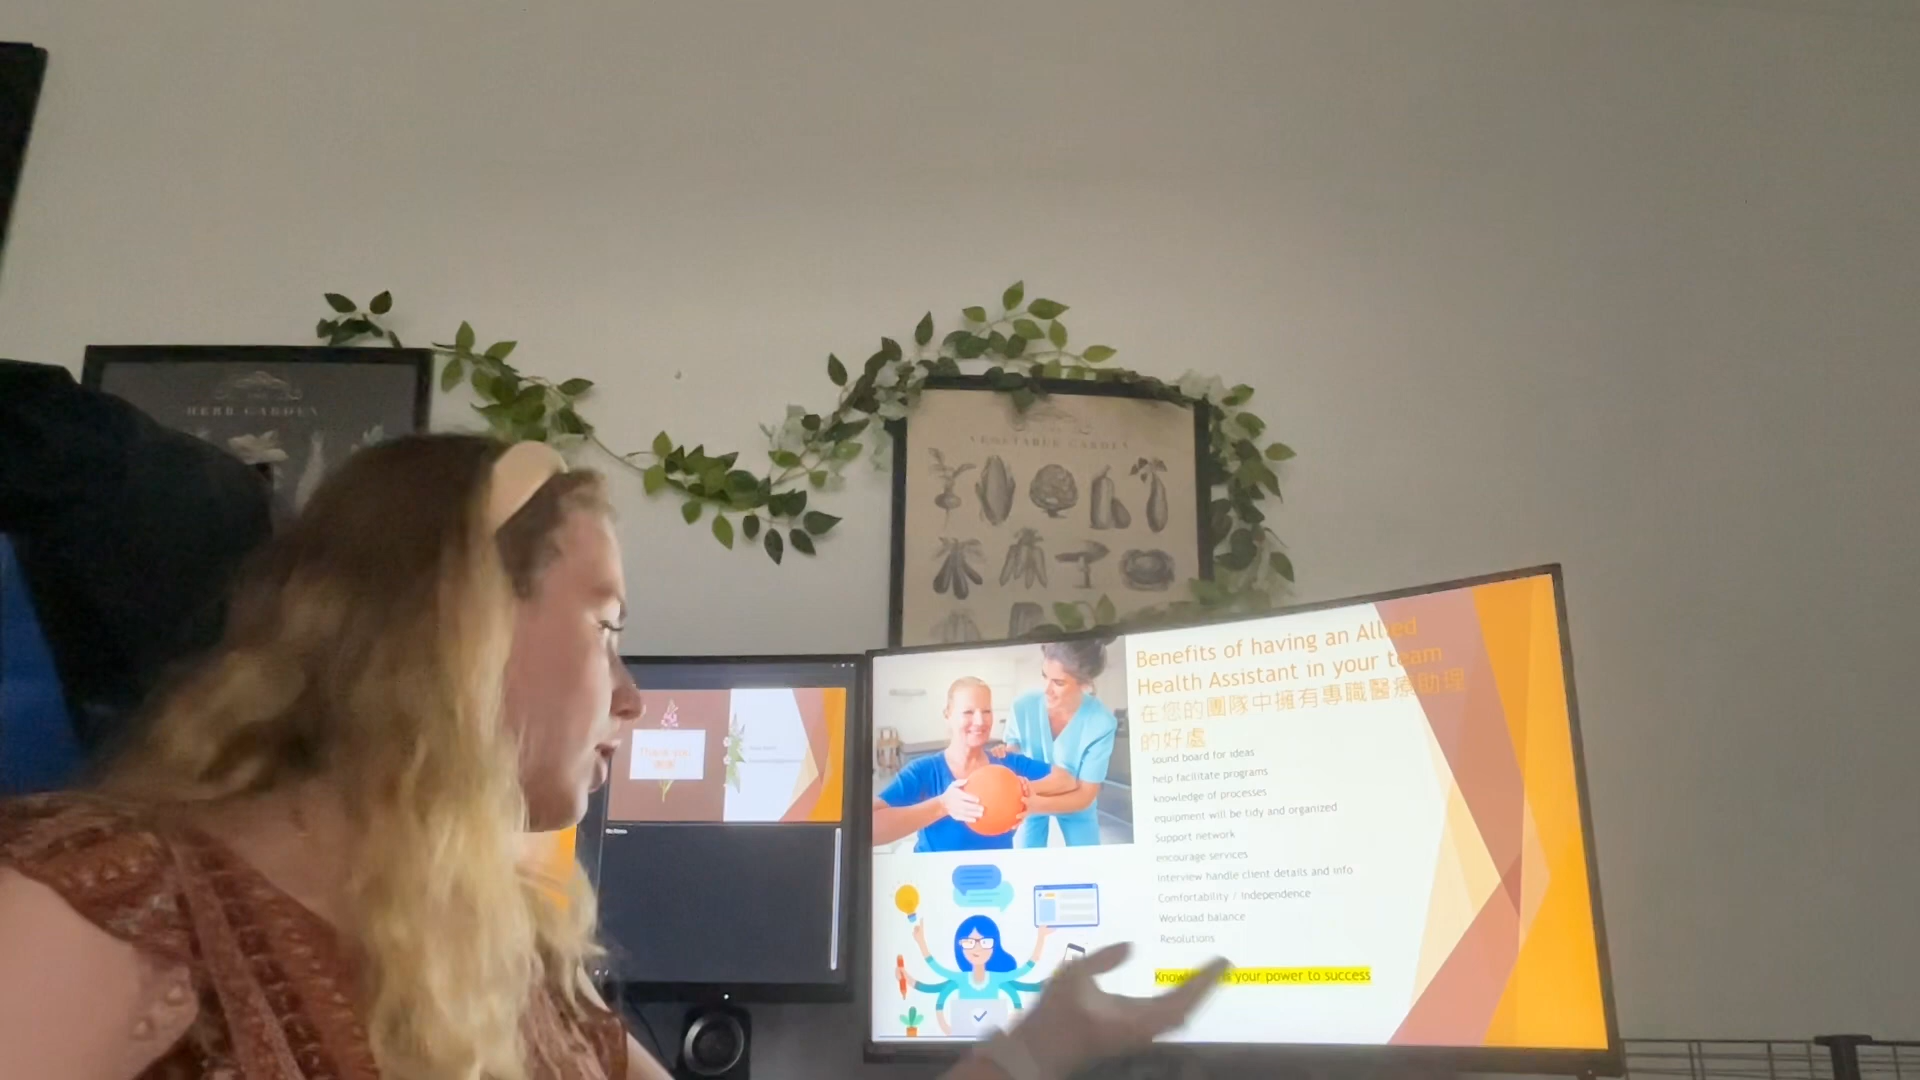 HERB GARDEN
VEGETABLE GARDEN
Thank you
Benefits of having an Allied
Health Assistant in your team
在您的團隊中擁有專職醫療助理
的好處
sound board for ideas
help facilitate programs
knowledge of processes
equipment will be tidy and organized
Support network
encourage services
interview handle client details and info
Comfortability / Independence
Workload balance
Resolutions
your power to success